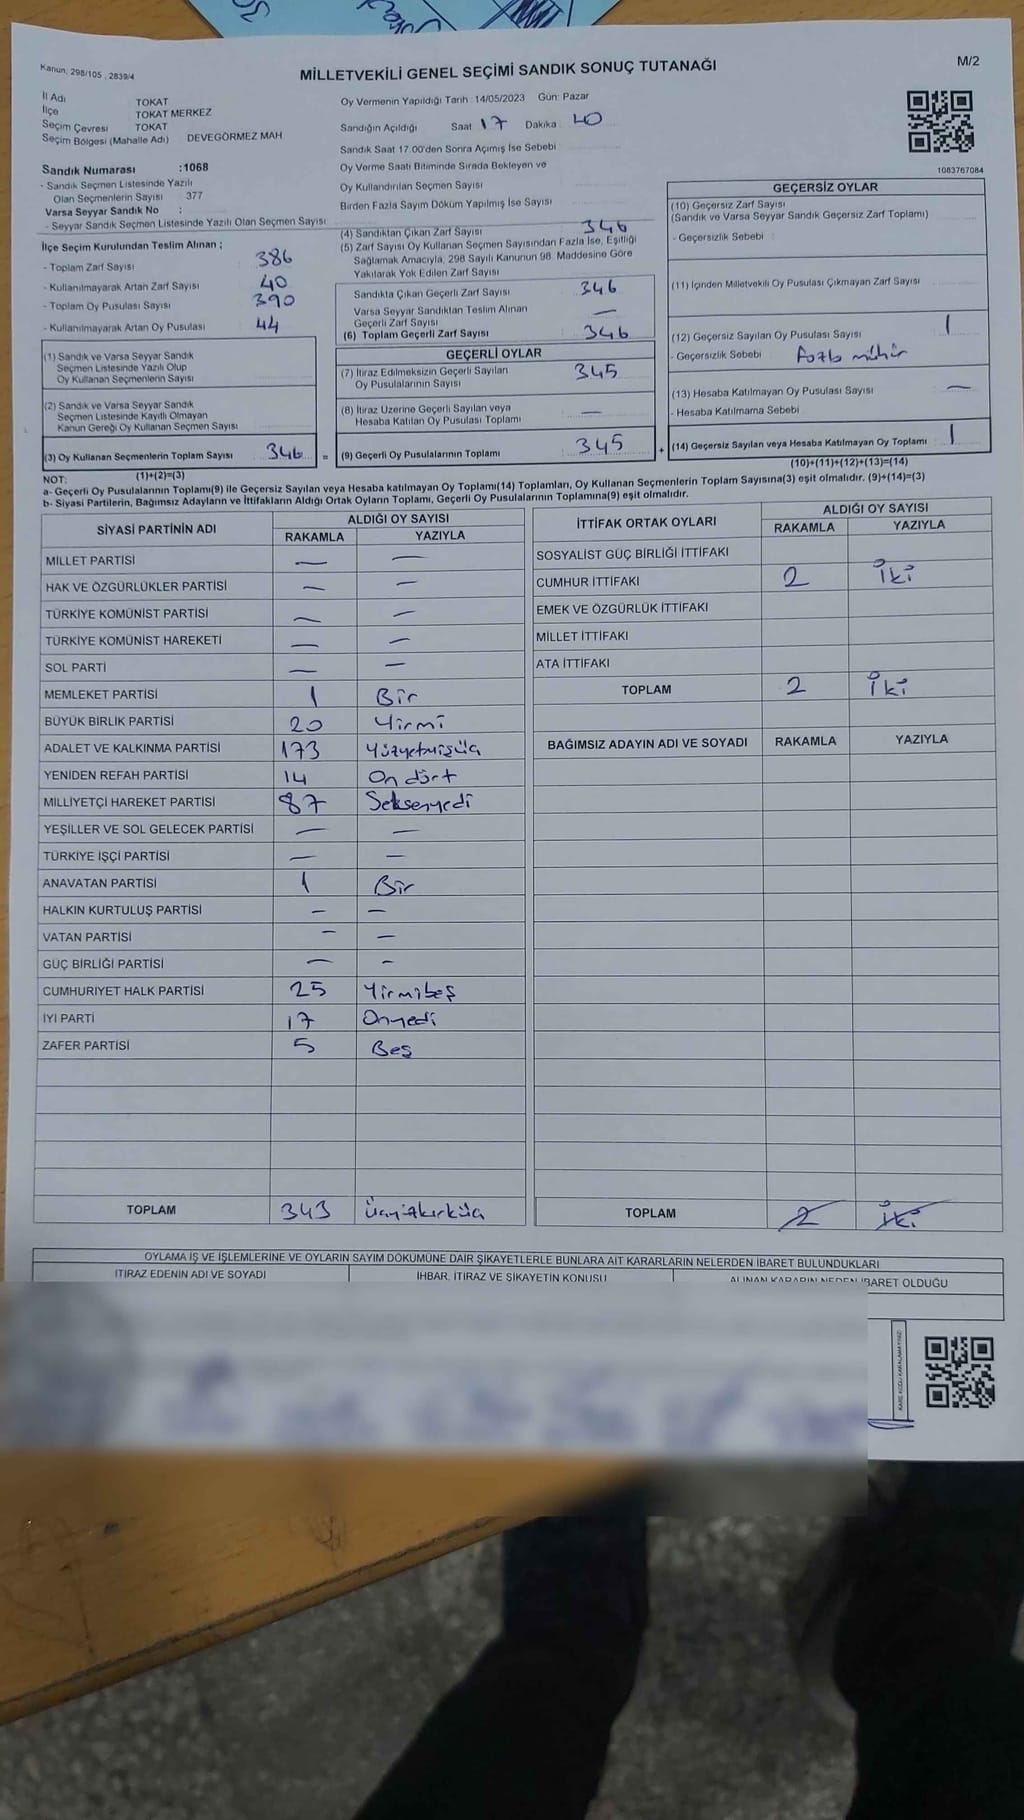 Kanun, 298/105 , 2839/4
MİLLETVEKİLİ GENEL SEÇİMİ SANDIK SONUÇ TUTANAĞI
M/2
İl Adı TOKAT
İlçe TOKAT MERKEZ
Seçim Çevresi TOKAT
Seçim Bölgesi (Mahalle Adı) DEVEGÖRMEZ MAH
Sandık Numarası :1068
- Sandık Seçmen Listesinde Yazılı
Olan Seçmenlerin Sayısı 377
Varsa Seyyar Sandık No :
- Seyyar Sandık Seçmen Listesinde Yazılı Olan Seçmen Sayısı
İlçe Seçim Kurulundan Teslim Alınan ;
- Toplam Zarf Sayısı 386
- Kullanılmayarak Artan Zarf Sayısı 40
- Toplam Oy Pusulası Sayısı 390
- Kullanılmayarak Artan Oy Pusulası 44
(1) Sandık ve Varsa Seyyar Sandık
Seçmen Listesinde Yazılı Olup
Oy Kullanan Seçmenlerin Sayısı
(2) Sandık ve Varsa Seyyar Sandık
Seçmen Listesinde Kayıtlı Olmayan
Kanun Gereği Oy Kullanan Seçmen Sayısı
(3) Oy Kullanan Seçmenlerin Toplam Sayısı 346 =
Oy Vermenin Yapıldığı Tarih : 14/05/2023 Gün: Pazar
Sandığın Açıldığı Saat 17 Dakika 40
Sandık Saat 17.00'den Sonra Açımış İse Sebebi
Oy Verme Saati Bitiminde Sırada Bekleyen ve
Oy Kullandırılan Seçmen Sayısı
Birden Fazla Sayım Döküm Yapılmış İse Sayısı
(4) Sandıktan Çıkan Zarf Sayısı 346
(5) Zarf Sayısı Oy Kullanan Seçmen Sayısından Fazla İse, Eşitliği
Sağlamak Amacıyla, 298 Sayılı Kanunun 98. Maddesine Göre
Yakılarak Yok Edilen Zarf Sayısı
Sandıkta Çıkan Geçerli Zarf Sayısı 346
Varsa Seyyar Sandıktan Teslim Alınan
Geçerli Zarf Sayısı —
(6) Toplam Geçerli Zarf Sayısı 346
GEÇERLİ OYLAR
(7) İtiraz Edilmeksizin Geçerli Sayılan
Oy Pusulalarının Sayısı 345
(8) İtiraz Üzerine Geçerli Sayılan veya
Hesaba Katılan Oy Pusulası Toplamı —
(9) Geçerli Oy Pusulalarının Toplamı 345 +
1083767084
GEÇERSİZ OYLAR
(10) Geçersiz Zarf Sayısı
(Sandık ve Varsa Seyyar Sandık Geçersiz Zarf Toplamı)
- Geçersizlik Sebebi :
(11) İçinden Milletvekili Oy Pusulası Çıkmayan Zarf Sayısı
(12) Geçersiz Sayılan Oy Pusulası Sayısı 1
- Geçersizlik Sebebi fazla mühür
(13) Hesaba Katılmayan Oy Pusulası Sayısı —
- Hesaba Katılmama Sebebi
(14) Geçersiz Sayılan veya Hesaba Katılmayan Oy Toplamı 1
NOT: (1)+(2)=(3)
(10)+(11)+(12)+(13)=(14)
a- Geçerli Oy Pusulalarının Toplamı(9) ile Geçersiz Sayılan veya Hesaba katılmayan Oy Toplamı(14) Toplamları, Oy Kullanan Seçmenlerin Toplam Sayısına(3) eşit olmalıdır. (9)+(14)=(3)
b- Siyasi Partilerin, Bağımsız Adayların ve İttifakların Aldığı Ortak Oyların Toplamı, Geçerli Oy Pusulalarının Toplamına(9) eşit olmalıdır.
SİYASİ PARTİNİN ADI ALDIĞI OY SAYISI
RAKAMLA YAZIYLA
MİLLET PARTİSİ — —
HAK VE ÖZGÜRLÜKLER PARTİSİ — —
TÜRKİYE KOMÜNİST PARTİSİ — —
TÜRKİYE KOMÜNİST HAREKETİ — —
SOL PARTİ — —
MEMLEKET PARTİSİ 1 Bir
BÜYÜK BİRLİK PARTİSİ 20 Yirmi
ADALET VE KALKINMA PARTİSİ 173 Yüzyetmişüç
YENİDEN REFAH PARTİSİ 14 On dört
MİLLİYETÇİ HAREKET PARTİSİ 87 Seksenyedi
YEŞİLLER VE SOL GELECEK PARTİSİ — —
TÜRKİYE İŞÇİ PARTİSİ — —
ANAVATAN PARTİSİ 1 Bir
HALKIN KURTULUŞ PARTİSİ — —
VATAN PARTİSİ — —
GÜÇ BİRLİĞİ PARTİSİ — —
CUMHURİYET HALK PARTİSİ 25 Yirmibeş
İYİ PARTİ 17 Onyedi
ZAFER PARTİSİ 5 Beş
TOPLAM 343 Üçyüzkırküç
İTTİFAK ORTAK OYLARI ALDIĞI OY SAYISI
RAKAMLA YAZIYLA
SOSYALİST GÜÇ BİRLİĞİ İTTİFAKI
CUMHUR İTTİFAKI 2 İki
EMEK VE ÖZGÜRLÜK İTTİFAKI
MİLLET İTTİFAKI
ATA İTTİFAKI
TOPLAM 2 İki
BAĞIMSIZ ADAYIN ADI VE SOYADI RAKAMLA YAZIYLA
TOPLAM 2 İki
OYLAMA İŞ VE İŞLEMLERİNE VE OYLARIN SAYIM DÖKÜMÜNE DAİR ŞİKAYETLERLE BUNLARA AİT KARARLARIN NELERDEN İBARET BULUNDUKLARI
İTİRAZ EDENİN ADI VE SOYADI İHBAR, İTİRAZ VE ŞİKAYETİN KONUSU ALINAN KARARIN NEDEN İBARET OLDUĞU